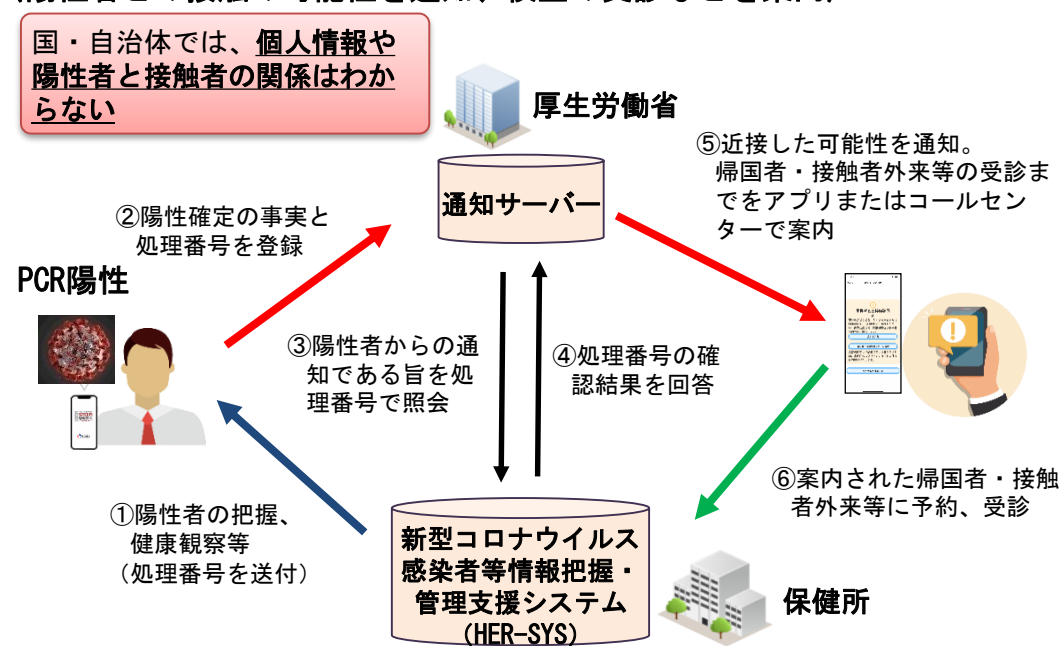 国・自治体では、個人情報や
陽性者と接触者の関係はわか
らない
厚生労働省
通知サーバー
⑤近接した可能性を通知。
帰国者・接触者外来等の受診ま
でをアプリまたはコールセン
ターで案内
②陽性確定の事実と
処理番号を登録
PCR陽性
③陽性者からの通
知である旨を処
理番号で照会
④処理番号の確
認結果を回答
①陽性者の把握、
健康観察等
（処理番号を送付）
⑥案内された帰国者・接触
者外来等に予約、受診
新型コロナウイルス
感染者等情報把握・
管理支援システム
(HER-SYS)
保健所